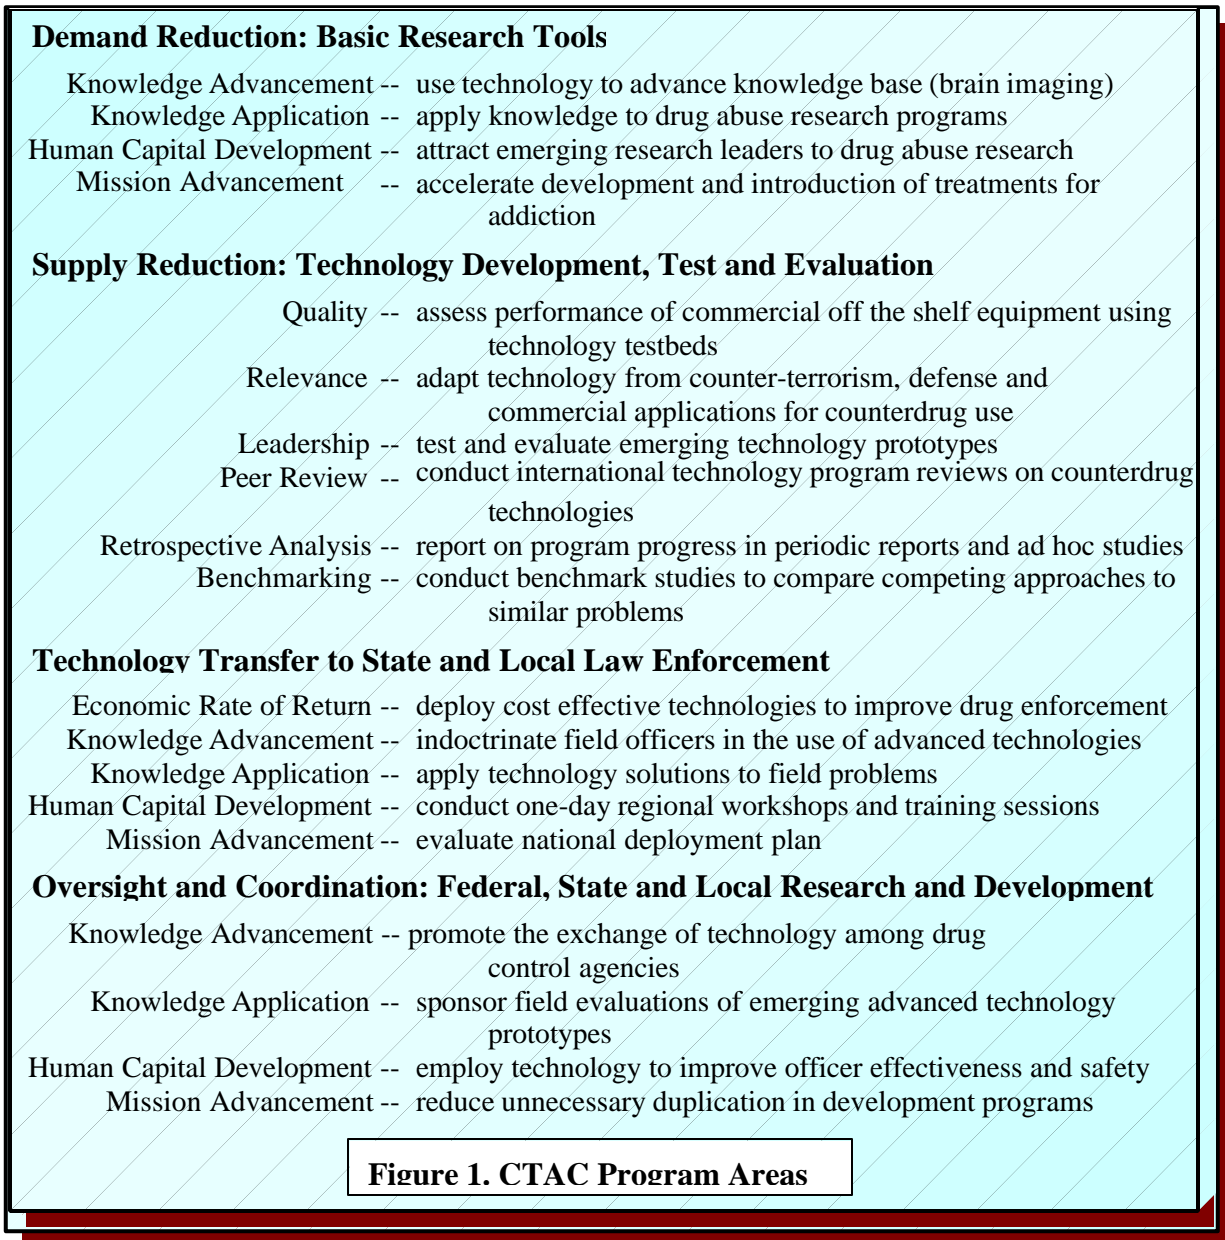 Demand Reduction: Basic Research Tools
Knowledge Advancement -- use technology to advance knowledge base (brain imaging)
Knowledge Application -- apply knowledge to drug abuse research programs
Human Capital Development -- attract emerging research leaders to drug abuse research
Mission Advancement -- accelerate development and introduction of treatments for
addiction
Supply Reduction: Technology Development, Test and Evaluation
Quality -- assess performance of commercial off the shelf equipment using
technology testbeds
Relevance -- adapt technology from counter-terrorism, defense and
commercial applications for counterdrug use
Leadership -- test and evaluate emerging technology prototypes
Peer Review -- conduct international technology program reviews on counterdrug
technologies
Retrospective Analysis -- report on program progress in periodic reports and ad hoc studies
Benchmarking -- conduct benchmark studies to compare competing approaches to
similar problems
Technology Transfer to State and Local Law Enforcement
Economic Rate of Return -- deploy cost effective technologies to improve drug enforcement
Knowledge Advancement -- indoctrinate field officers in the use of advanced technologies
Knowledge Application -- apply technology solutions to field problems
Human Capital Development -- conduct one-day regional workshops and training sessions
Mission Advancement -- evaluate national deployment plan
Oversight and Coordination: Federal, State and Local Research and Development
Knowledge Advancement -- promote the exchange of technology among drug
control agencies
Knowledge Application -- sponsor field evaluations of emerging advanced technology
prototypes
Human Capital Development -- employ technology to improve officer effectiveness and safety
Mission Advancement -- reduce unnecessary duplication in development programs
Figure 1. CTAC Program Areas